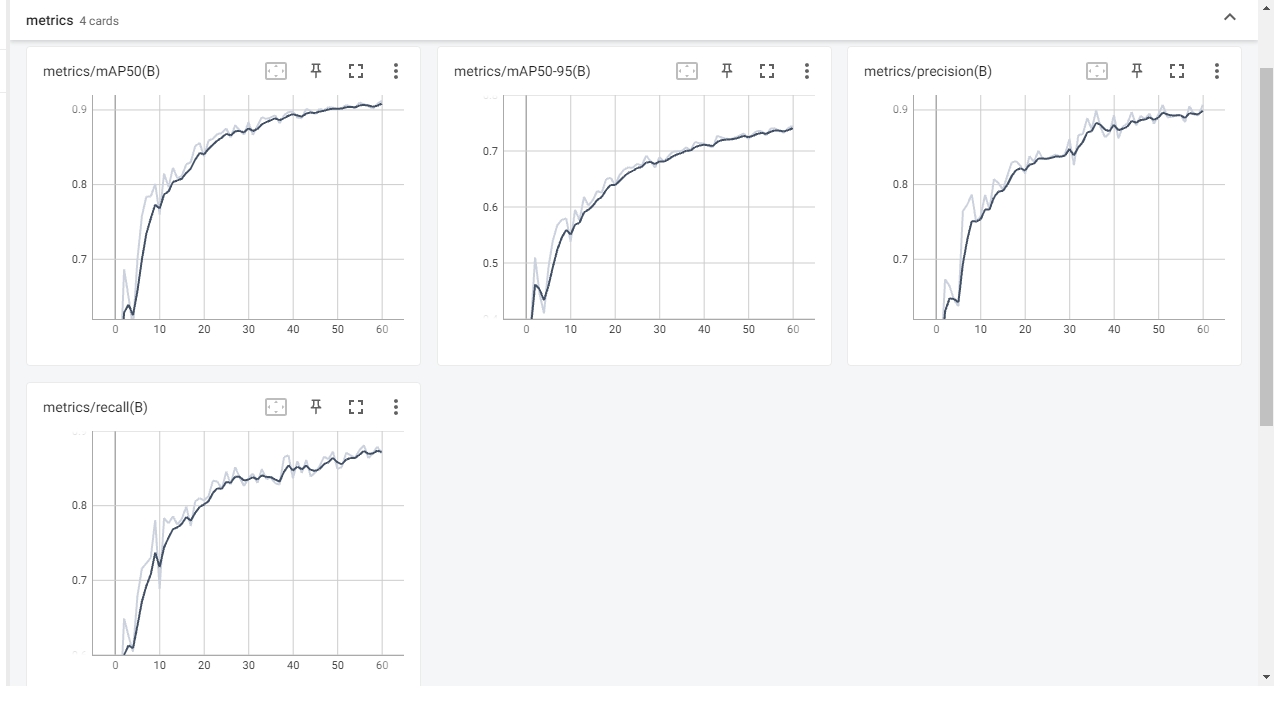 metrics 4 cards
metrics/mAP50(B)
0.9
0.8
0.7
0 10 20 30 40 50 60
metrics/mAP50-95(B)
0.7
0.6
0.5
0 10 20 30 40 50 60
metrics/precision(B)
0.9
0.8
0.7
0 10 20 30 40 50 60
metrics/recall(B)
0.8
0.7
0 10 20 30 40 50 60